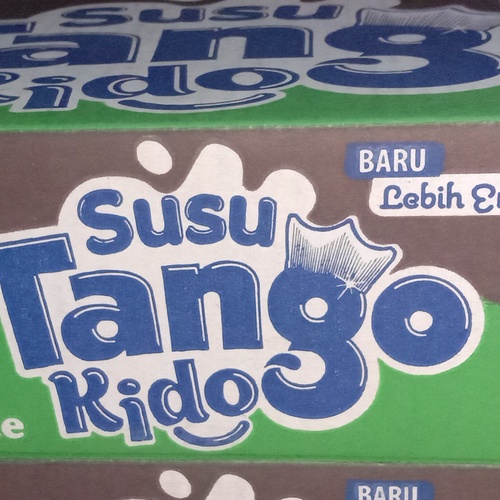 Susu
Tango
Kido
BARU
Lebih
Susu
Tango
Kido
BARU